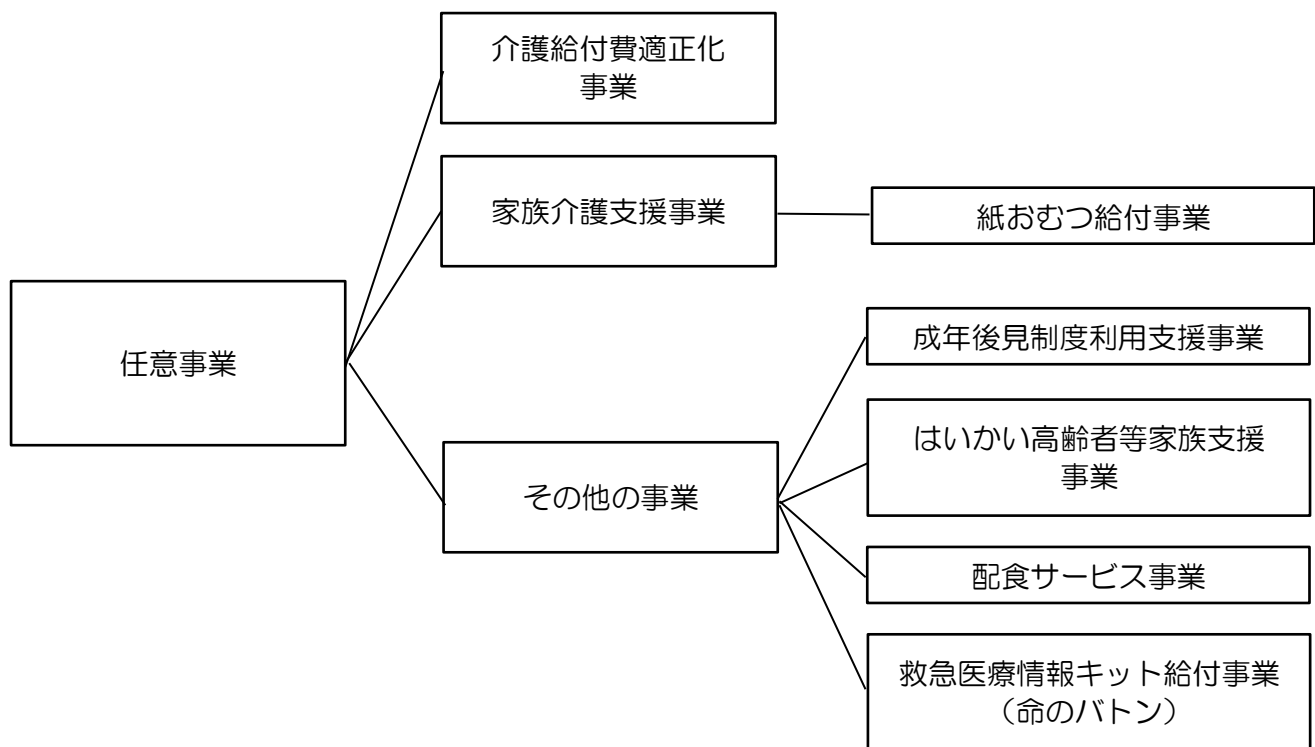 介護給付費適正化
事業
家族介護支援事業
紙おむつ給付事業
任意事業
成年後見制度利用支援事業
はいかい高齢者等家族支援
事業
その他の事業
配食サービス事業
救急医療情報キット給付事業
（命のバトン）